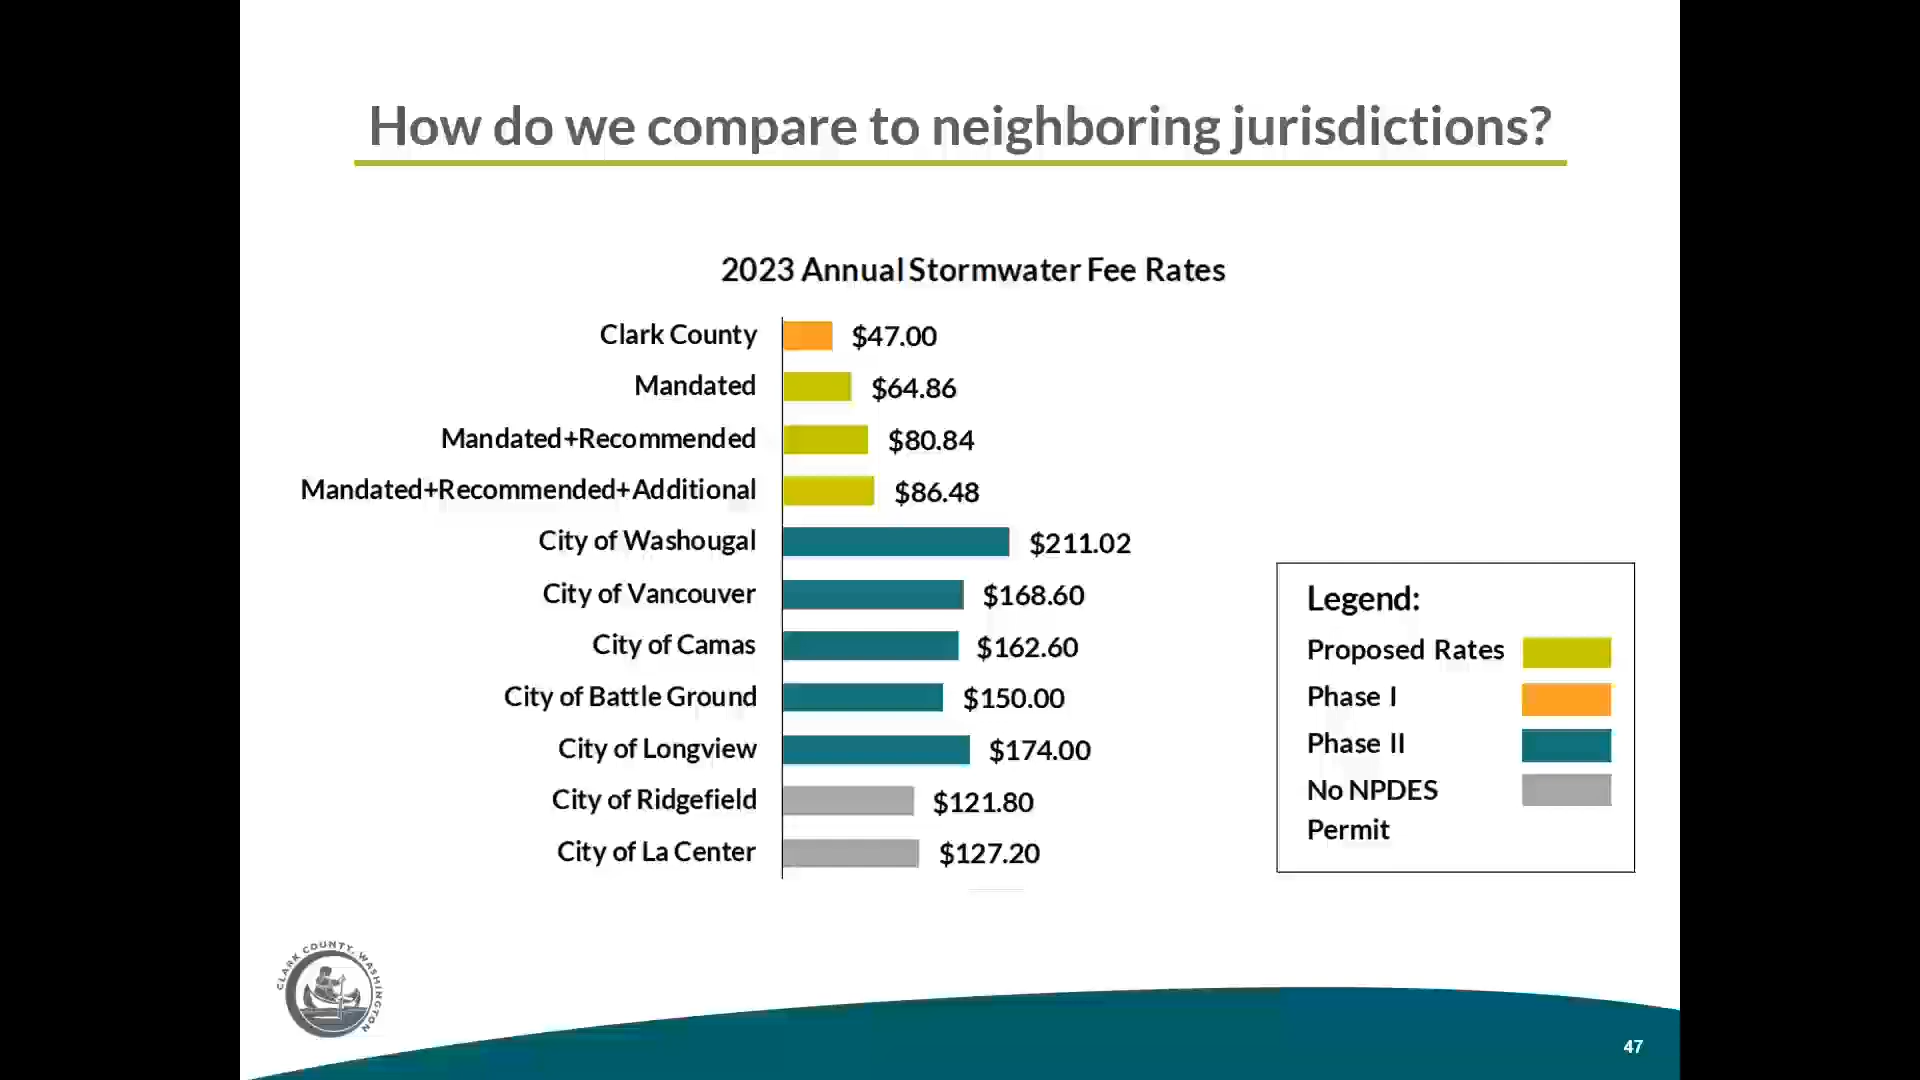 How do we compare to neighboring jurisdictions?
2023 Annual Stormwater Fee Rates
Clark County $47.00
Mandated $64.86
Mandated+Recommended $80.84
Mandated+Recommended+Additional $86.48
City of Washougal $211.02
City of Vancouver $168.60
City of Camas $162.60
City of Battle Ground $150.00
City of Longview $174.00
City of Ridgefield $121.80
City of La Center $127.20
Legend:
Proposed Rates
Phase I
Phase II
No NPDES
Permit
CLARK COUNTY, WASHINGTON
47